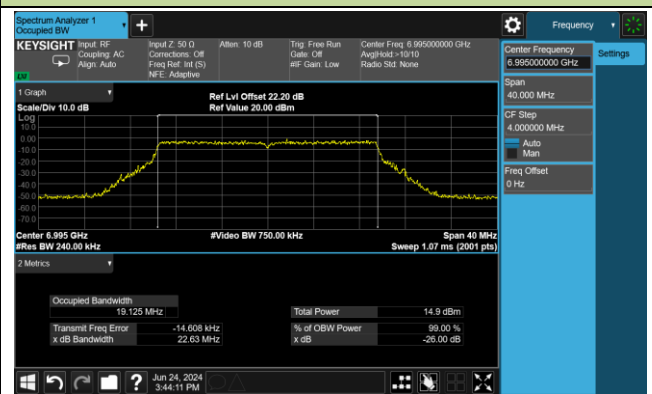 Spectrum Analyzer 1
Occupied BW
Frequency
KEYSIGHT
Input: RF
Coupling: AC
Align: Auto
Input Z: 50 Ω
Corrections: Off
Freq Ref: Int (S)
NFE: Adaptive
Atten: 10 dB
Trig: Free Run
Gate: Off
#IF Gain: Low
Center Freq: 6.995000000 GHz
Avg|Hold:>10/10
Radio Std: None
Center Frequency
6.995000000 GHz
Settings
Span
40.000 MHz
CF Step
4.000000 MHz
Auto
Man
Freq Offset
0 Hz
1 Graph
Scale/Div 10.0 dB
Ref Lvl Offset 22.20 dB
Ref Value 20.00 dBm
Log
10.0
0.00
-10.0
-20.0
-30.0
-40.0
-50.0
-60.0
-70.0
Center 6.995 GHz
#Res BW 240.00 kHz
#Video BW 750.00 kHz
Span 40 MHz
Sweep 1.07 ms (2001 pts)
2 Metrics
Occupied Bandwidth
19.125 MHz
Transmit Freq Error -14.608 kHz
x dB Bandwidth 22.63 MHz
Total Power 14.9 dBm
% of OBW Power 99.00 %
x dB -26.00 dB
Jun 24, 2024
3:44:11 PM